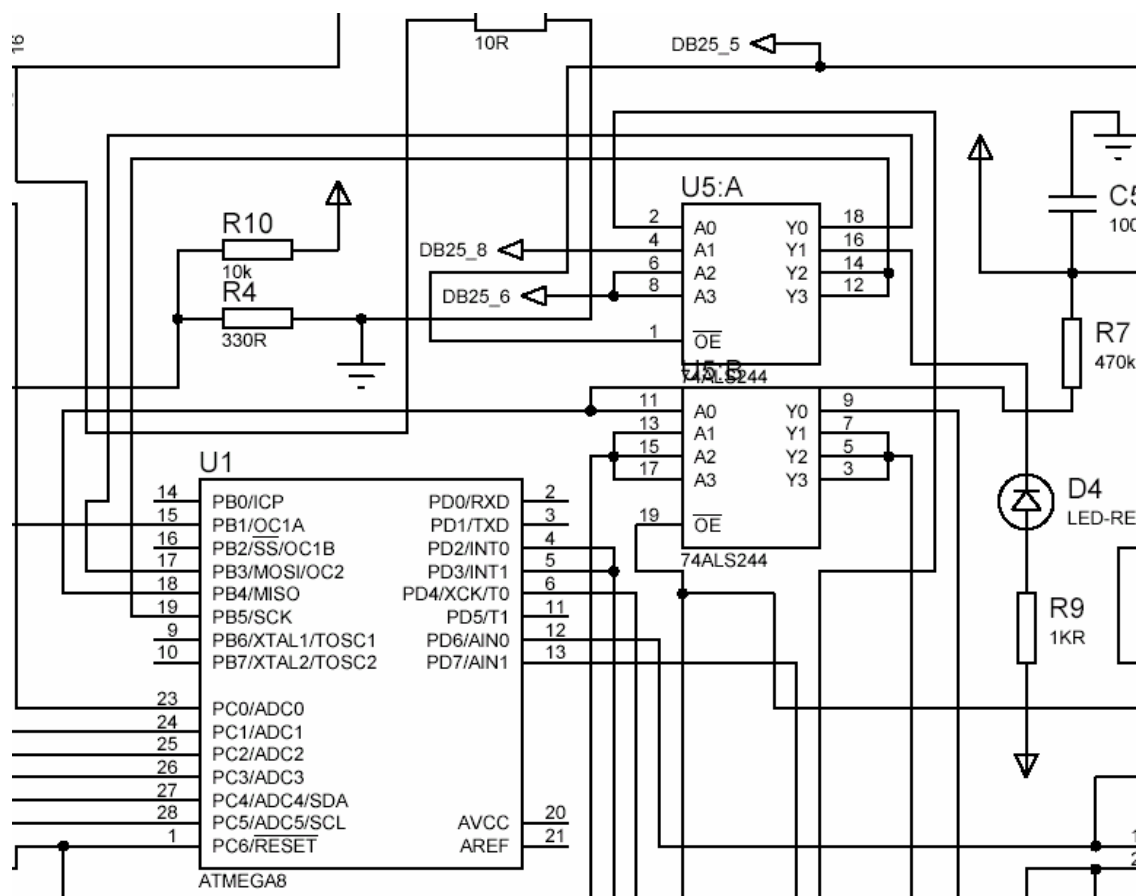 16
10R
DB25_5
U5:A
2 A0 Y0 18
4 A1 Y1 16
6 A2 Y2 14
8 A3 Y3 12
1 OE
74ALS244
DB25_8
DB25_6
R10
10k
R4
330R
C5
100
R7
470k
U5:B
11 A0 Y0 9
13 A1 Y1 7
15 A2 Y2 5
17 A3 Y3 3
19 OE
74ALS244
U1
14 PB0/ICP PD0/RXD 2
15 PB1/OC1A PD1/TXD 3
16 PB2/SS/OC1B PD2/INT0 4
17 PB3/MOSI/OC2 PD3/INT1 5
18 PB4/MISO PD4/XCK/T0 6
19 PB5/SCK PD5/T1 11
9 PB6/XTAL1/TOSC1 PD6/AIN0 12
10 PB7/XTAL2/TOSC2 PD7/AIN1 13
23 PC0/ADC0
24 PC1/ADC1
25 PC2/ADC2
26 PC3/ADC3
27 PC4/ADC4/SDA
28 PC5/ADC5/SCL AVCC 20
1 PC6/RESET AREF 21
ATMEGA8
D4
LED-RE
R9
1KR
1
2